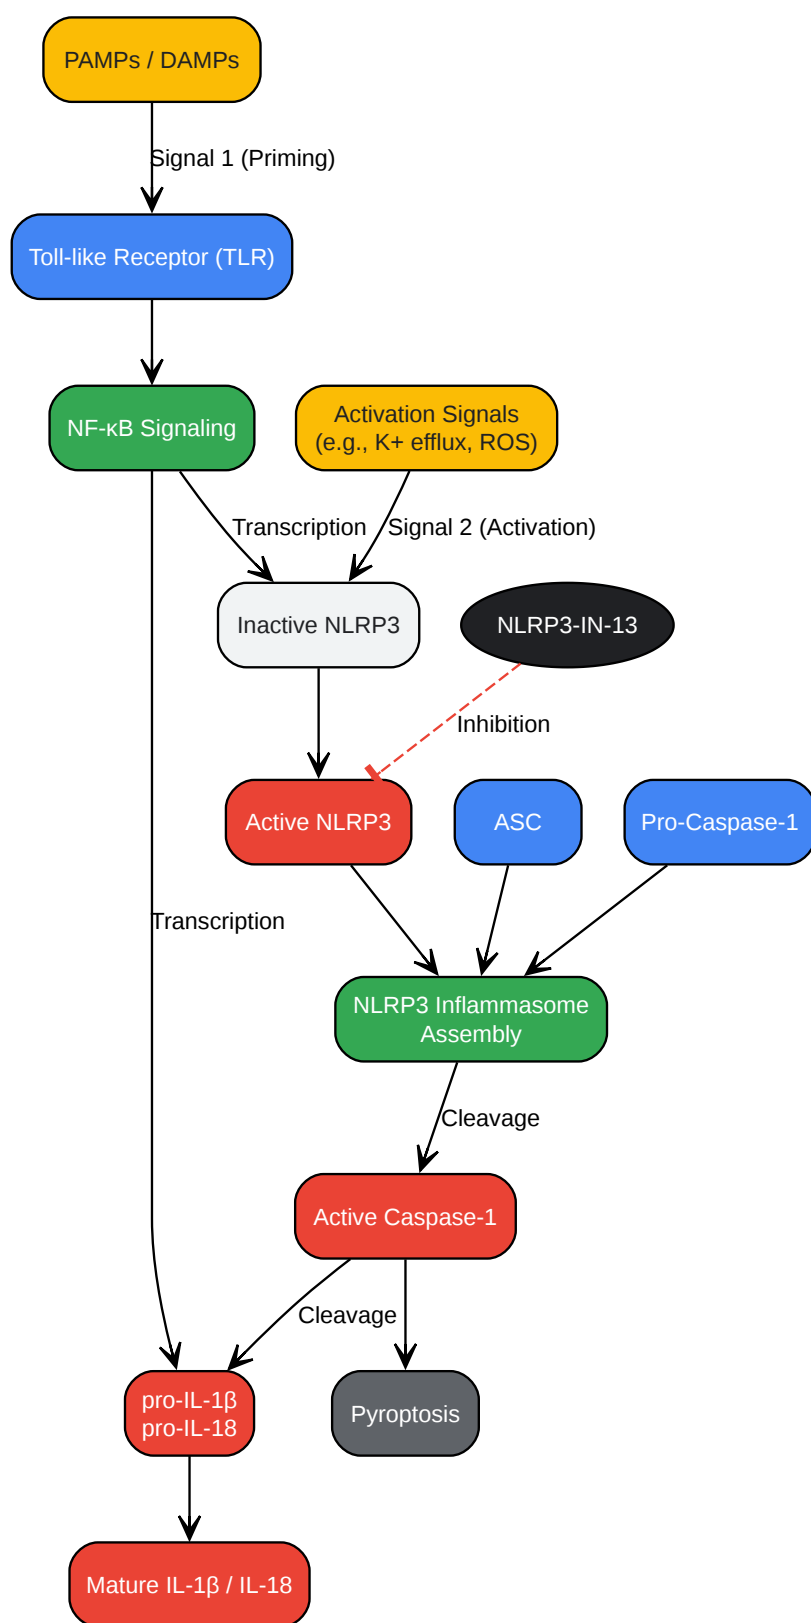 PAMPs / DAMPs
Signal 1 (Priming)
Toll-like Receptor (TLR)
NF-κB Signaling
Activation Signals
(e.g., K+ efflux, ROS)
Transcription
Signal 2 (Activation)
Inactive NLRP3
NLRP3-IN-13
Inhibition
Active NLRP3
ASC
Pro-Caspase-1
Transcription
NLRP3 Inflammasome
Assembly
Cleavage
Active Caspase-1
Cleavage
pro-IL-1β
pro-IL-18
Pyroptosis
Mature IL-1β / IL-18